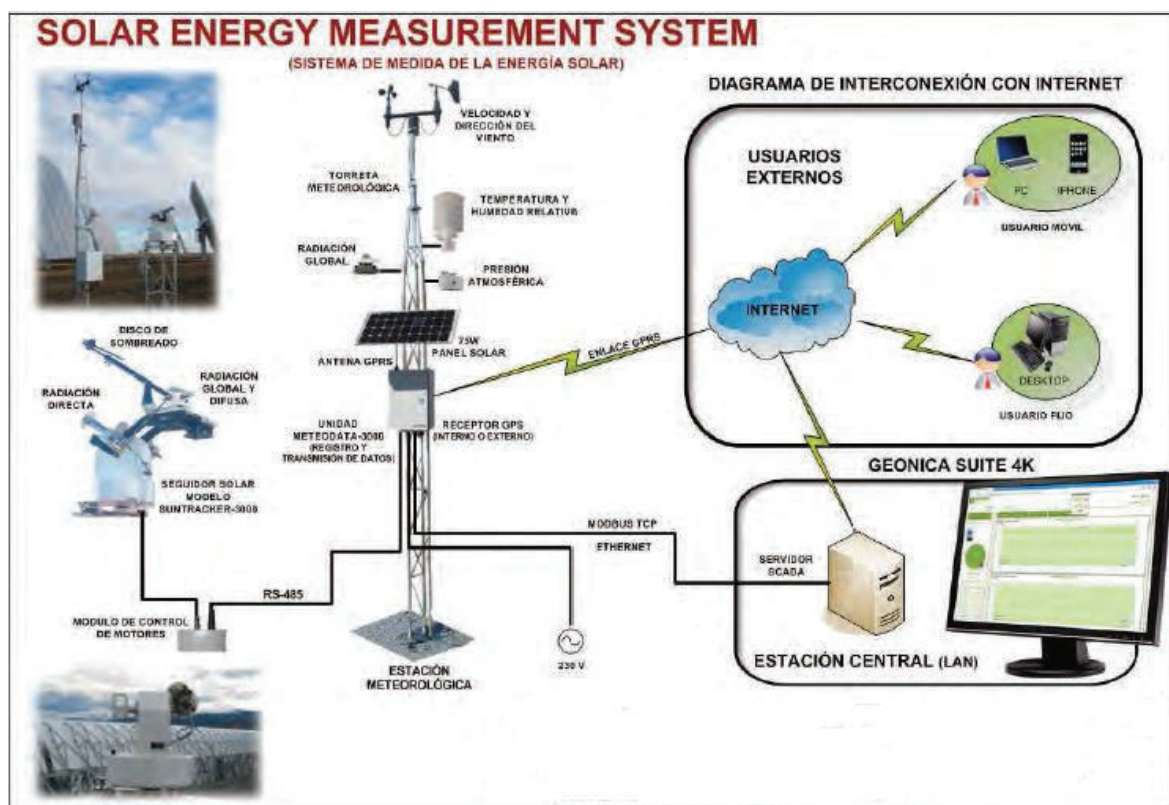 SOLAR ENERGY MEASUREMENT SYSTEM
(SISTEMA DE MEDIDA DE LA ENERGÍA SOLAR)
VELOCIDAD Y
DIRECCIÓN DEL
VIENTO
TORRETA
METEOROLÓGICA
TEMPERATURA Y
HUMEDAD RELATIVA
RADIACIÓN
GLOBAL
PRESIÓN
ATMOSFÉRICA
75W
PANEL SOLAR
ANTENA GPRS
UNIDAD
METEODATA-3000
(REGISTRO Y
TRANSMISIÓN DE DATOS)
RECEPTOR GPS
(INTERNO O EXTERNO)
DISCO DE
SOMBREADO
RADIACIÓN
DIRECTA
RADIACIÓN
GLOBAL Y
DIFUSA
SEGUIDOR SOLAR
MODELO
SUNTRACKER-3000
RS-485
MODULO DE CONTROL
DE MOTORES
ESTACIÓN
METEOROLÓGICA
230 V
MODBUS TCP
ETHERNET
ENLACE GPRS
DIAGRAMA DE INTERCONEXIÓN CON INTERNET
USUARIOS
EXTERNOS
INTERNET
PC
IPHONE
USUARIO MOVIL
DESKTOP
USUARIO FIJO
GEONICA SUITE 4K
SERVIDOR
SCADA
ESTACIÓN CENTRAL (LAN)